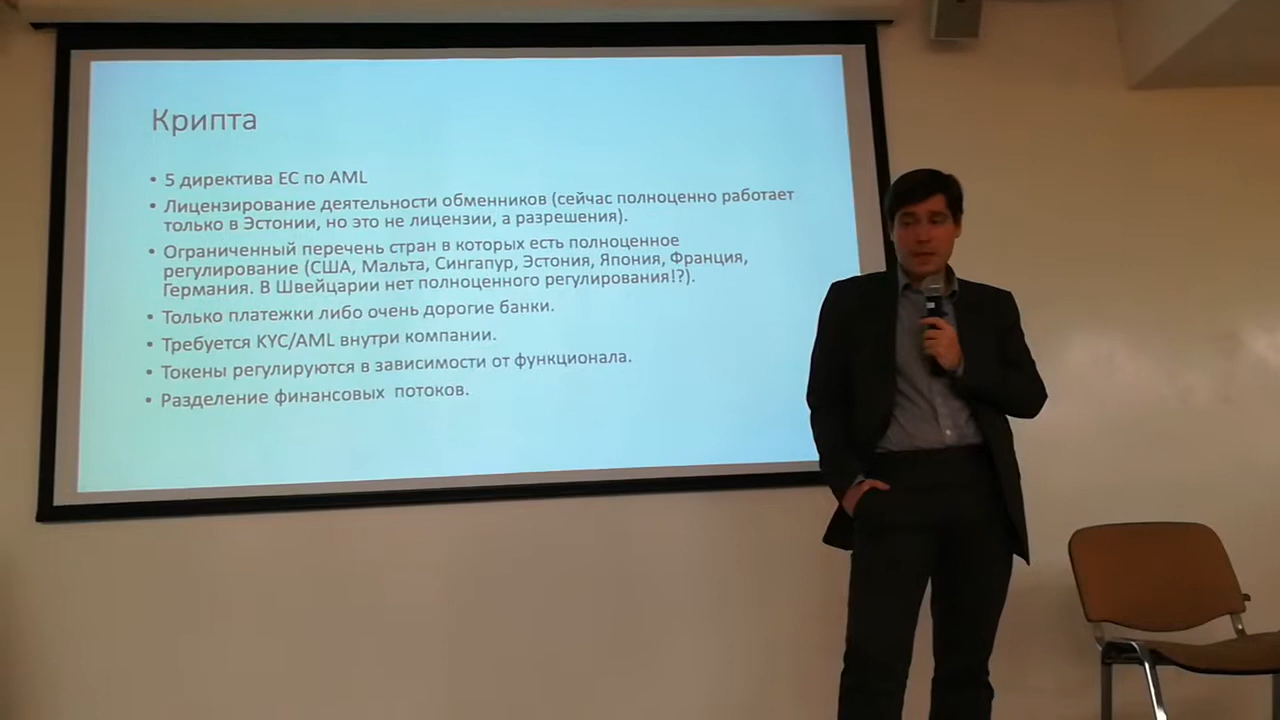 Крипта
• 5 директива ЕС по AML
• Лицензирование деятельности обменников (сейчас полноценно работает
только в Эстонии, но это не лицензии, а разрешения).
• Ограниченный перечень стран в которых есть полноценное
регулирование (США, Мальта, Сингапур, Эстония, Япония, Франция,
Германия. В Швейцарии нет полноценного регулирования!?).
• Только платежки либо очень дорогие банки.
• Требуется KYC/AML внутри компании.
• Токены регулируются в зависимости от функционала.
• Разделение финансовых потоков.